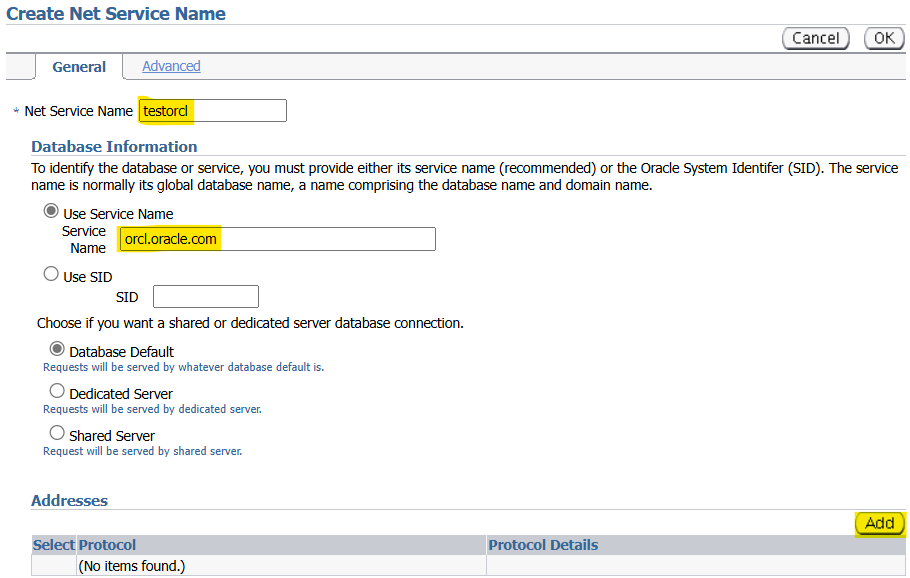 Create Net Service Name
Cancel OK
General Advanced
* Net Service Name testorcl
Database Information
To identify the database or service, you must provide either its service name (recommended) or the Oracle System Identifer (SID). The service
name is normally its global database name, a name comprising the database name and domain name.
Use Service Name
Service
Name orcl.oracle.com
Use SID
SID
Choose if you want a shared or dedicated server database connection.
Database Default
Requests will be served by whatever database default is.
Dedicated Server
Requests will be served by dedicated server.
Shared Server
Request will be served by shared server.
Addresses
Add
Select Protocol Protocol Details
(No items found.)